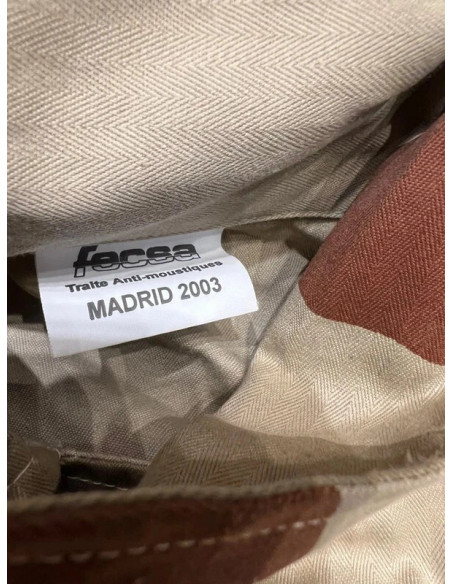 fecsa
Traite Anti-moustiques
MADRID 2003